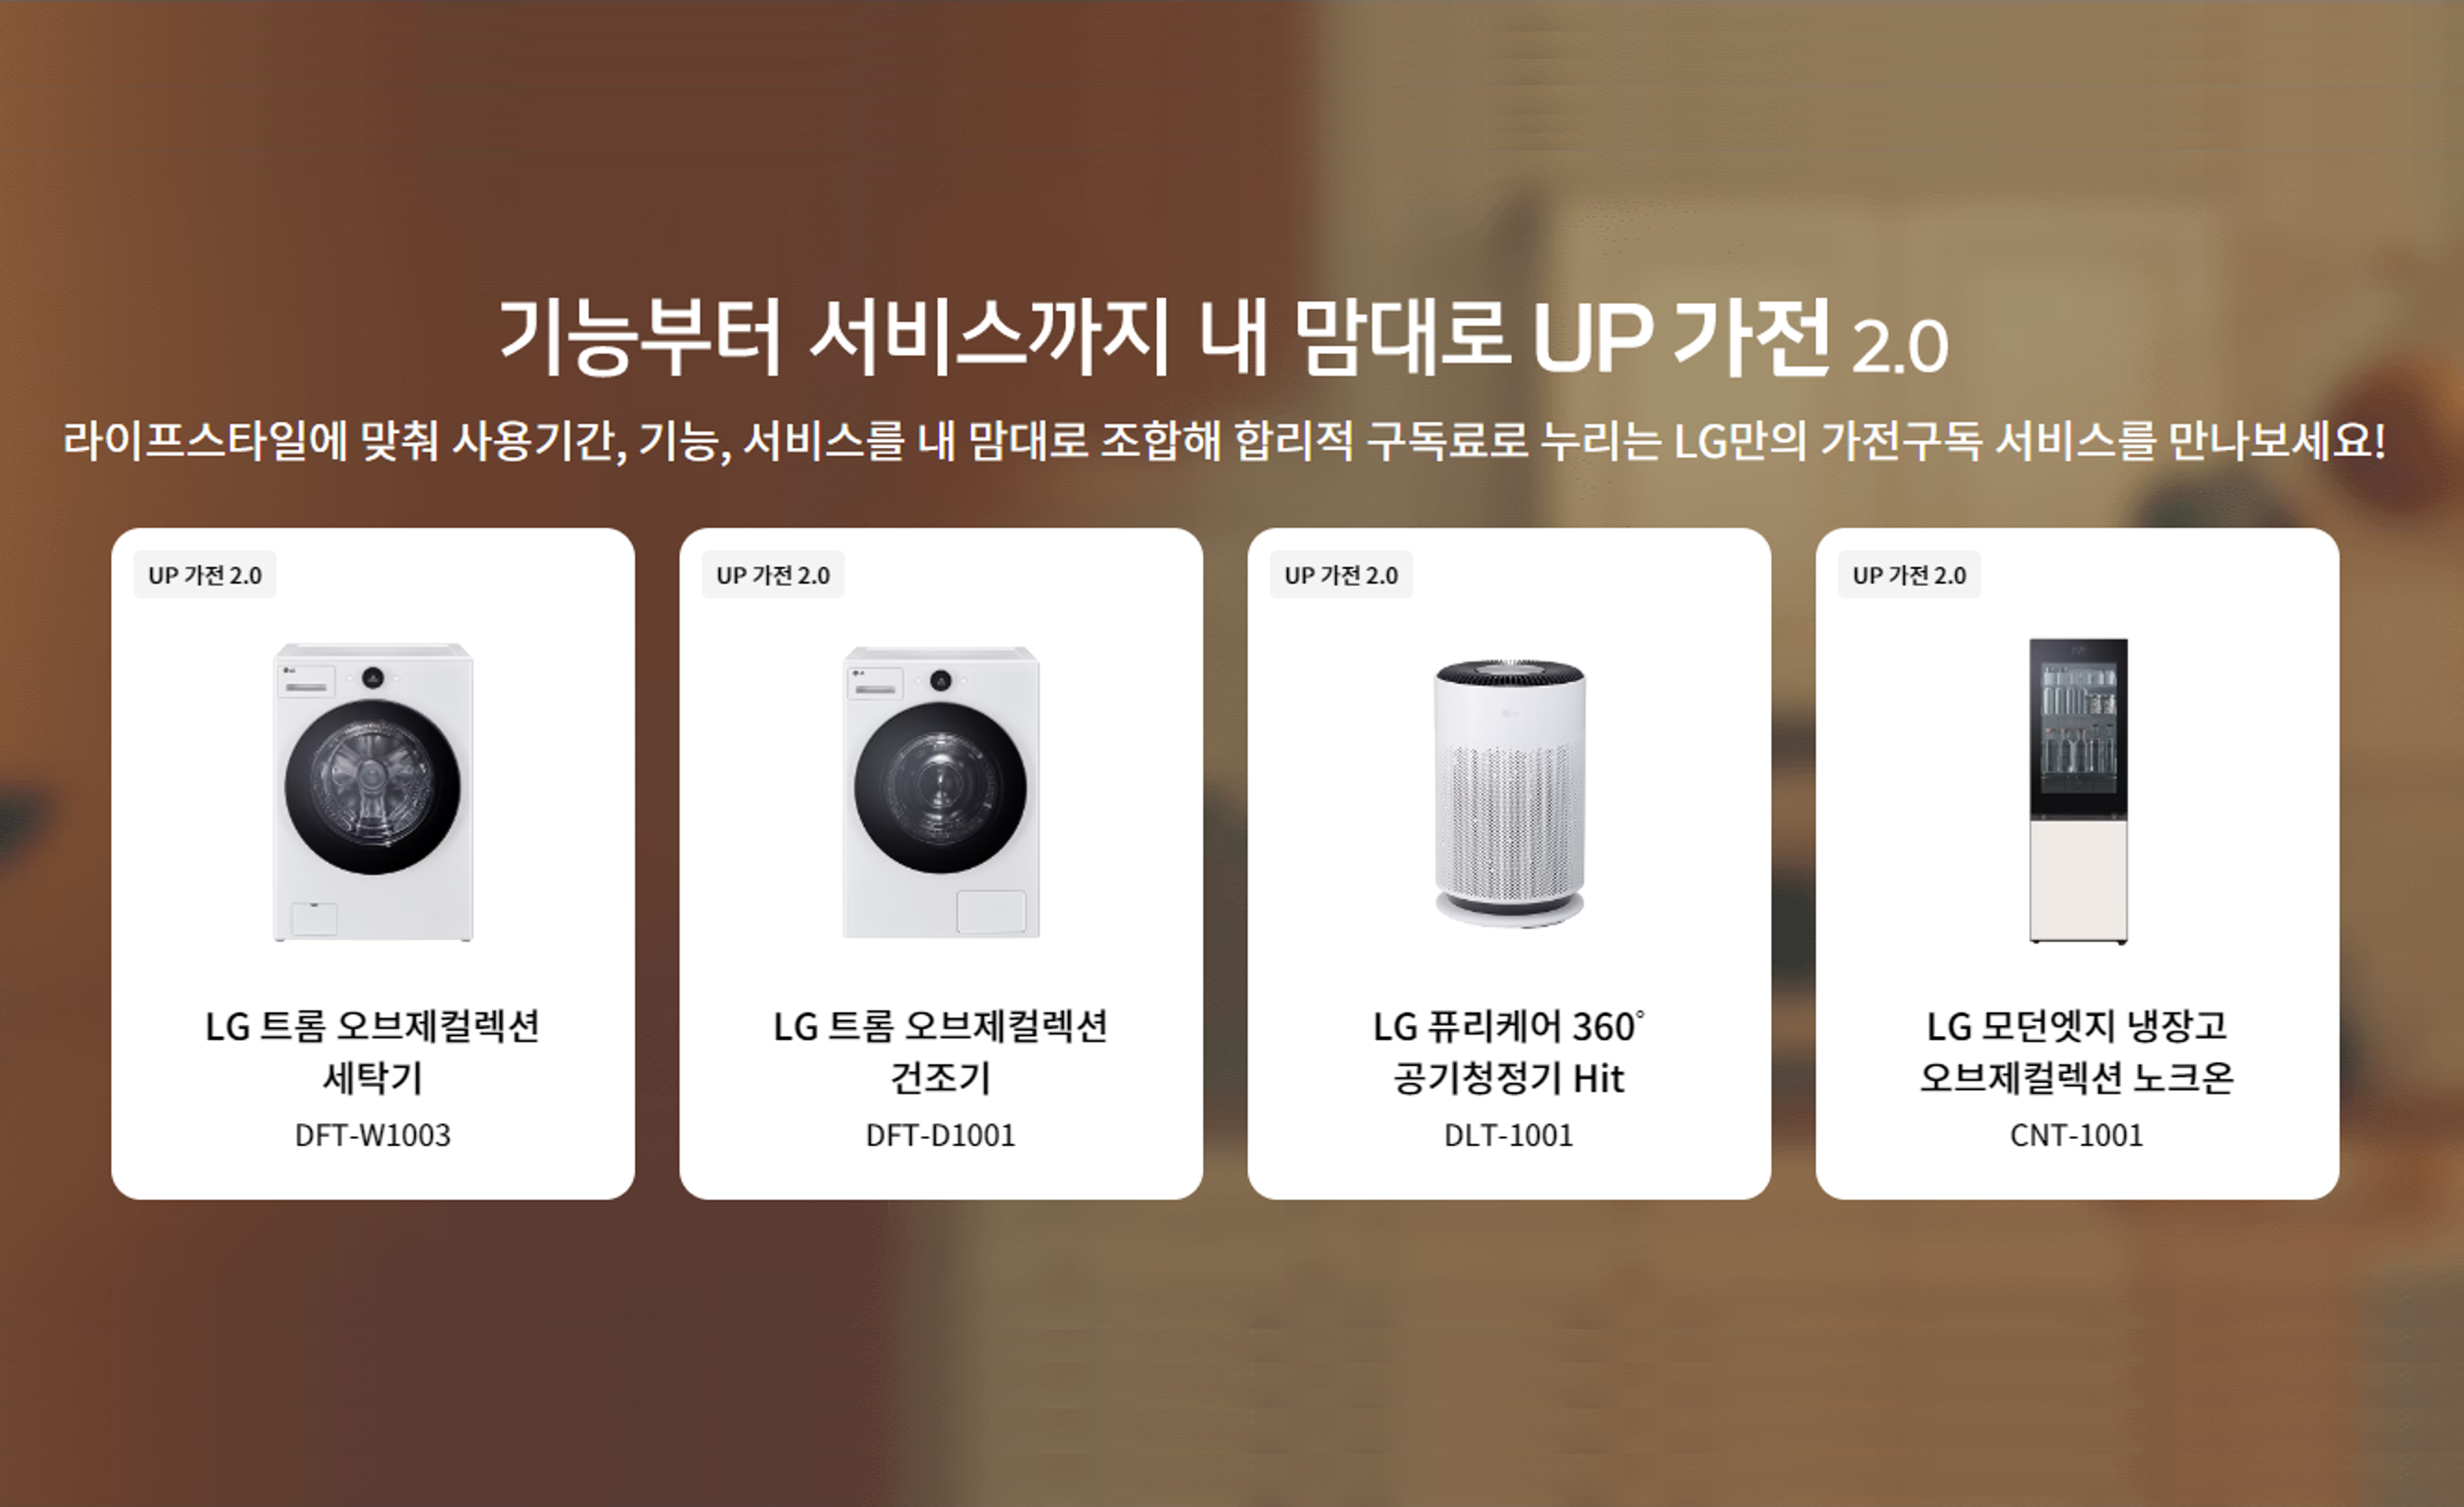 기능부터 서비스까지 내 맘대로 UP 가전 2.0
라이프스타일에 맞춰 사용기간, 기능, 서비스를 내 맘대로 조합해 합리적 구독료로 누리는 LG만의 가전구독 서비스를 만나보세요!
UP 가전 2.0
LG 트롬 오브제컬렉션
세탁기
DFT-W1003
UP 가전 2.0
LG 트롬 오브제컬렉션
건조기
DFT-D1001
UP 가전 2.0
LG 퓨리케어 360˚
공기청정기 Hit
DLT-1001
UP 가전 2.0
LG 모던엣지 냉장고
오브제컬렉션 노크온
CNT-1001